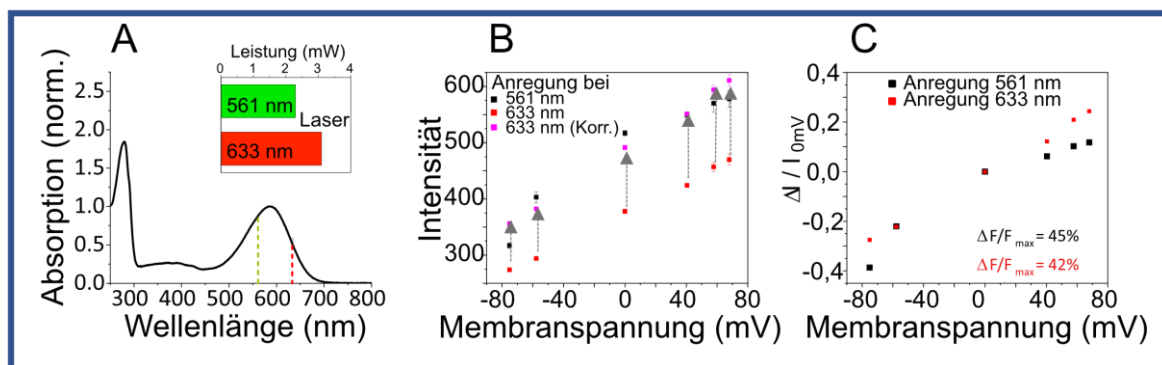 A
Leistung (mW)
0 1 2 3 4
561 nm
Laser
633 nm
Absorption (norm.)
2.5
2.0
1.5
1.0
0.5
0.0
300 400 500 600 700 800
Wellenlänge (nm)
B
Anregung bei
561 nm
633 nm
633 nm (Korr.)
Intensität
600
500
400
300
-80 -40 0 40 80
Membranspannung (mV)
C
Anregung 561 nm
Anregung 633 nm
ΔI / I 0mV
0,4
0,2
0,0
-0,2
-0,4
ΔF/F max = 45%
ΔF/F max = 42%
-80 -40 0 40 80
Membranspannung (mV)